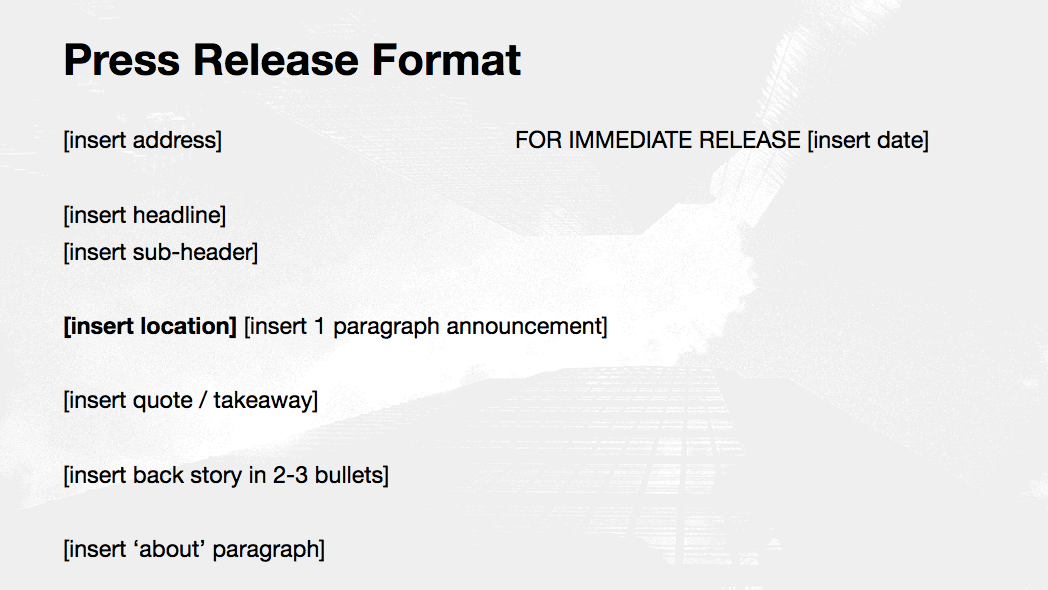 Press Release Format
[insert address] FOR IMMEDIATE RELEASE [insert date]
[insert headline]
[insert sub-header]
[insert location] [insert 1 paragraph announcement]
[insert quote / takeaway]
[insert back story in 2-3 bullets]
[insert ‘about’ paragraph]